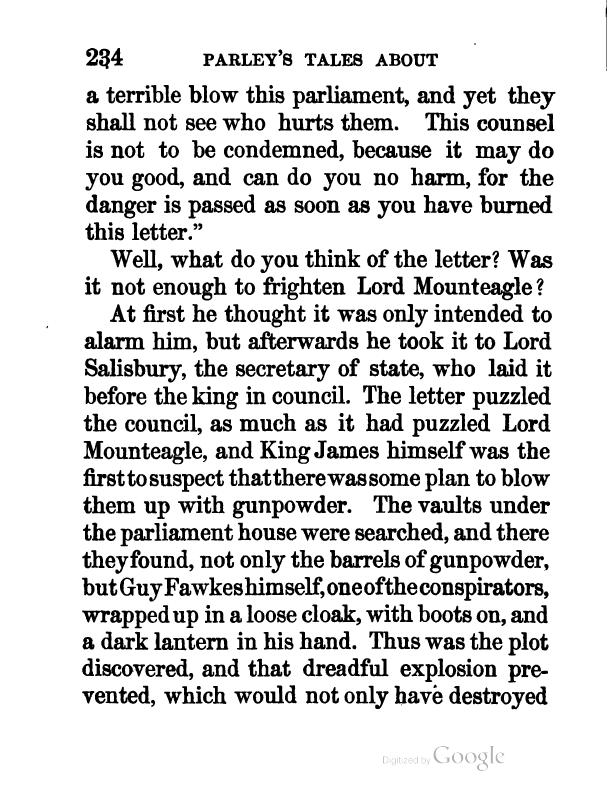 234 PARLEY'S TALES ABOUT
a terrible blow this parliament, and yet they
shall not see who hurts them. This counsel
is not to be condemned, because it may do
you good, and can do you no harm, for the
danger is passed as soon as you have burned
this letter.”
Well, what do you think of the letter? Was
it not enough to frighten Lord Mounteagle?
At first he thought it was only intended to
alarm him, but afterwards he took it to Lord
Salisbury, the secretary of state, who laid it
before the king in council. The letter puzzled
the council, as much as it had puzzled Lord
Mounteagle, and King James himself was the
first to suspect that there was some plan to blow
them up with gunpowder. The vaults under
the parliament house were searched, and there
they found, not only the barrels of gunpowder,
but Guy Fawkes himself, one of the conspirators,
wrapped up in a loose cloak, with boots on, and
a dark lantern in his hand. Thus was the plot
discovered, and that dreadful explosion pre-
vented, which would not only have destroyed
Digitized by Google